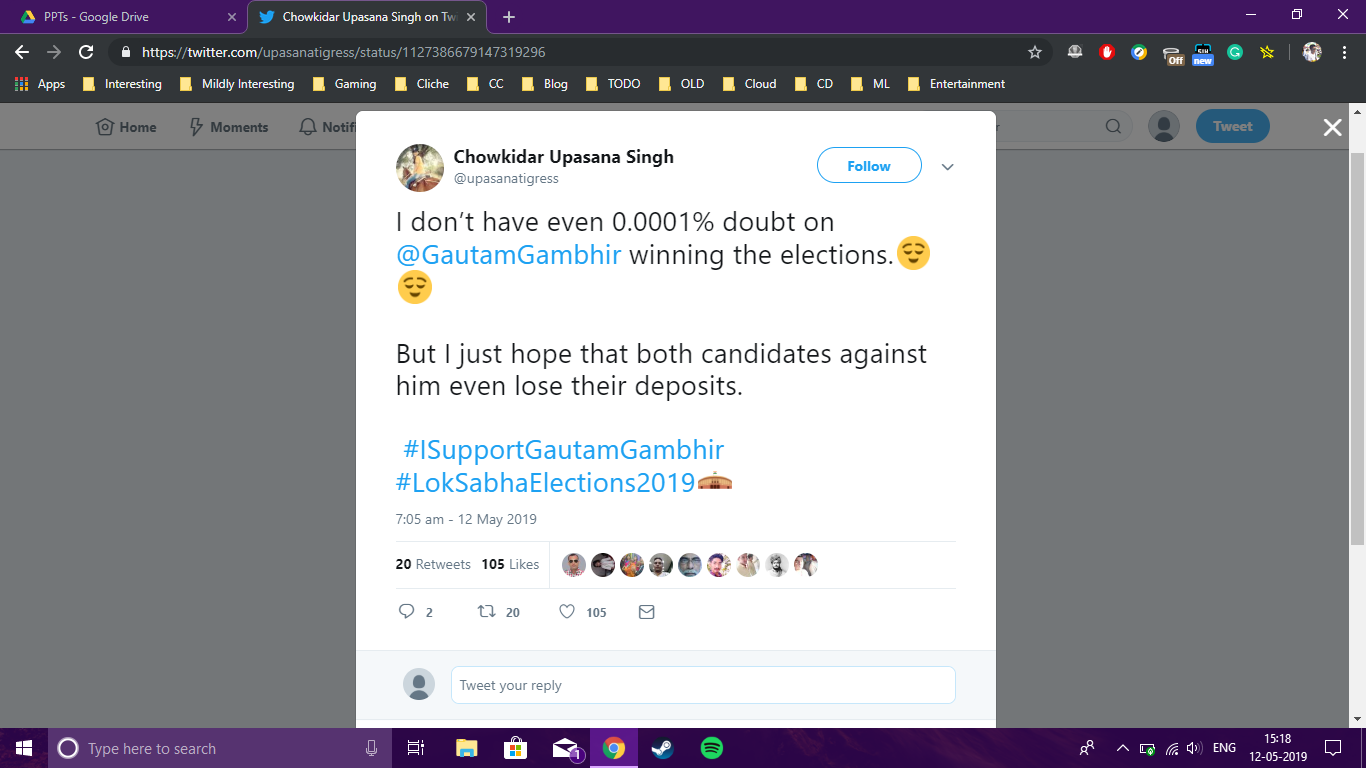 PPTs - Google Drive
Chowkidar Upasana Singh on Tw
https://twitter.com/upasanatigress/status/1127386679147319296
Off
new
Apps Interesting Mildly Interesting Gaming Cliche CC Blog TODO OLD Cloud CD ML Entertainment
Home Moments Notifi
Tweet
Chowkidar Upasana Singh
@upasanatigress
Follow
I don't have even 0.0001% doubt on
@GautamGambhir winning the elections.😌
😌
But I just hope that both candidates against
him even lose their deposits.
#ISupportGautamGambhir
#LokSabhaElections2019
7:05 am - 12 May 2019
20 Retweets 105 Likes
2 20 105
Tweet your reply
Type here to search
1
ENG
15:18
12-05-2019